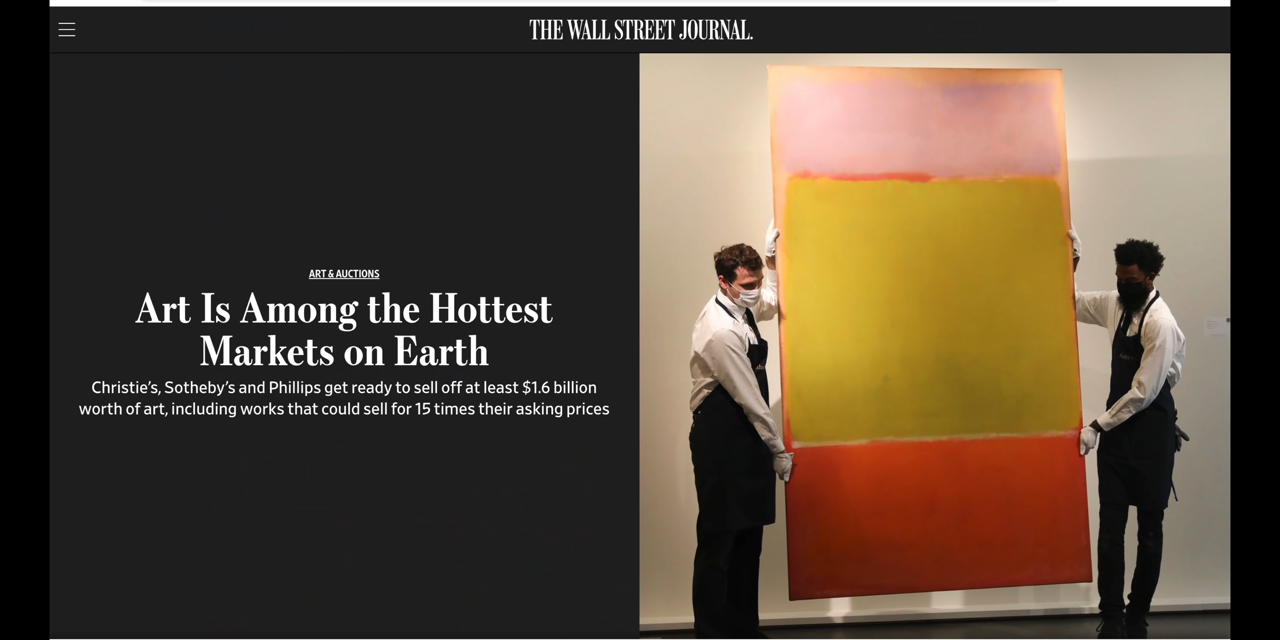 THE WALL STREET JOURNAL.
ART & AUCTIONS
Art Is Among the Hottest
Markets on Earth
Christie's, Sotheby's and Phillips get ready to sell off at least $1.6 billion
worth of art, including works that could sell for 15 times their asking prices